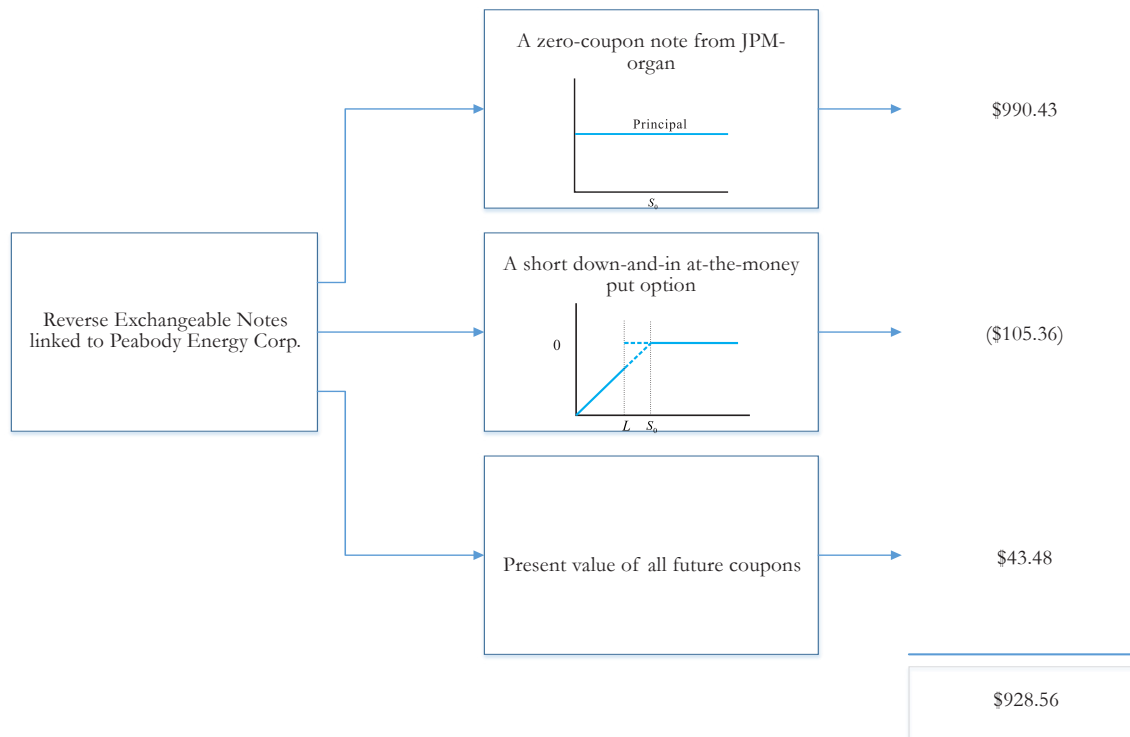 A zero-coupon note from JPM-
organ
Principal
S₀
$990.43
Reverse Exchangeable Notes
linked to Peabody Energy Corp.
A short down-and-in at-the-money
put option
0
L S₀
($105.36)
Present value of all future coupons
$43.48
$928.56